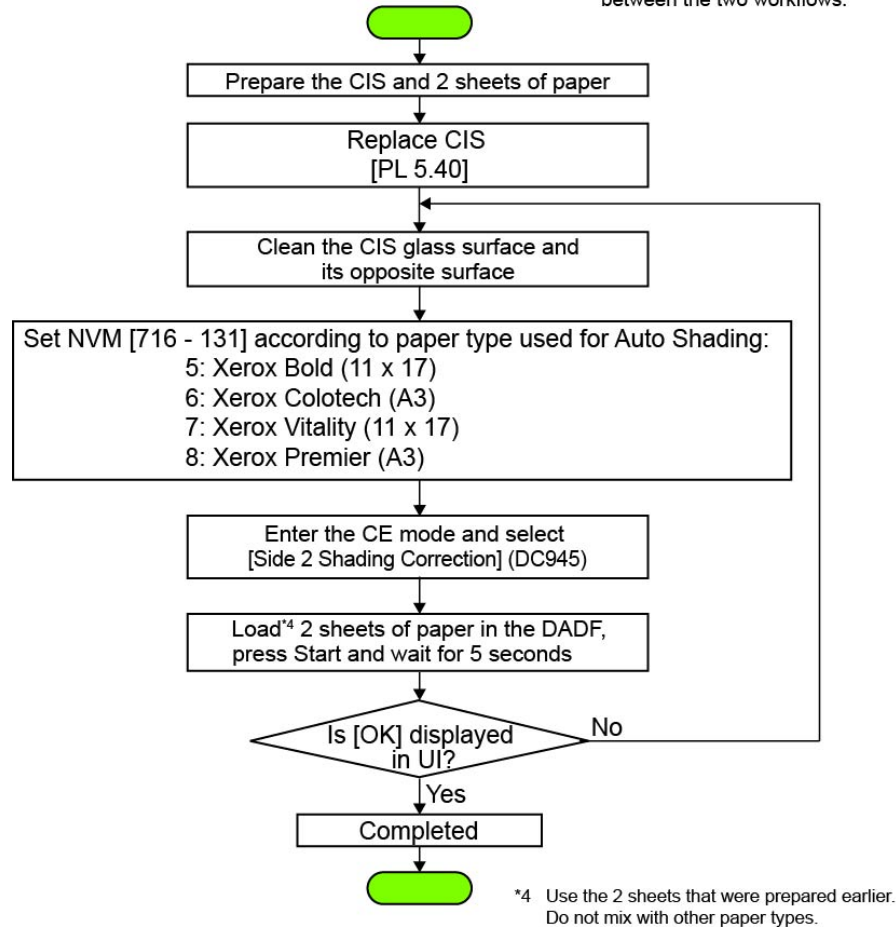 between the two workflows.
Prepare the CIS and 2 sheets of paper
Replace CIS
[PL 5.40]
Clean the CIS glass surface and
its opposite surface
Set NVM [716 - 131] according to paper type used for Auto Shading:
5: Xerox Bold (11 x 17)
6: Xerox Colotech (A3)
7: Xerox Vitality (11 x 17)
8: Xerox Premier (A3)
Enter the CE mode and select
[Side 2 Shading Correction] (DC945)
Load*4 2 sheets of paper in the DADF,
press Start and wait for 5 seconds
Is [OK] displayed
in UI?
No
Yes
Completed
*4 Use the 2 sheets that were prepared earlier.
Do not mix with other paper types.